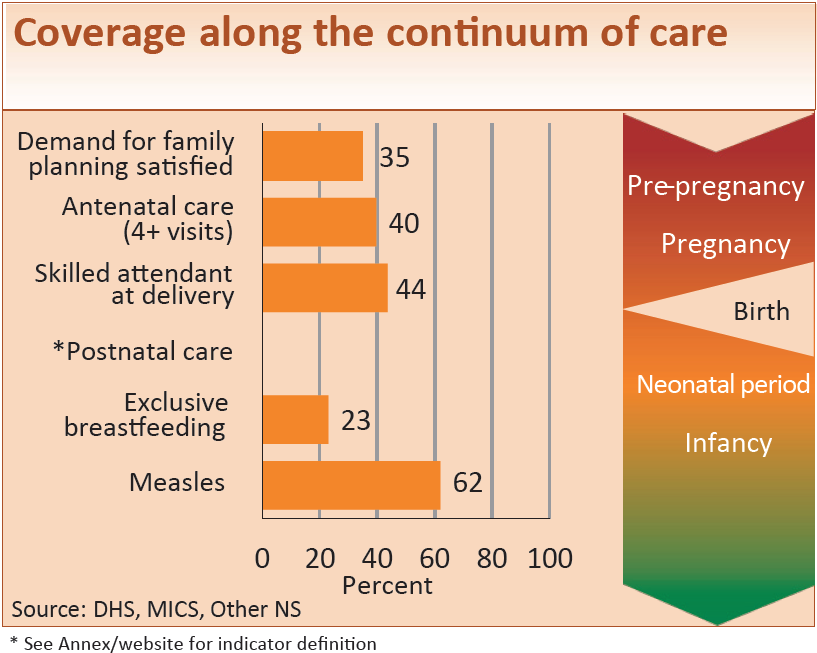 Coverage along the continuum of care
Demand for family
planning satisfied
35
Antenatal care
(4+ visits)
40
Skilled attendant
at delivery
44
*Postnatal care
Exclusive
breastfeeding
23
Measles
62
0 20 40 60 80 100
Percent
Pre-pregnancy
Pregnancy
Birth
Neonatal period
Infancy
Source: DHS, MICS, Other NS
* See Annex/website for indicator definition